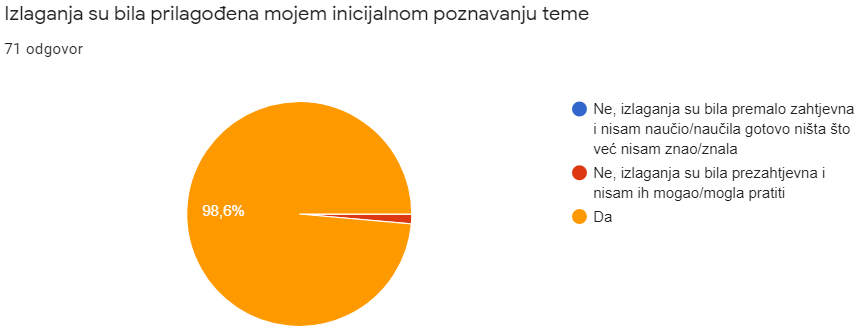 Izlaganja su bila prilagođena mojem inicijalnom poznavanju teme
71 odgovor
98,6%
Ne, izlaganja su bila premalo zahtjevna
i nisam naučio/naučila gotovo ništa što
već nisam znao/znala
Ne, izlaganja su bila prezahtjevna i
nisam ih mogao/mogla pratiti
Da